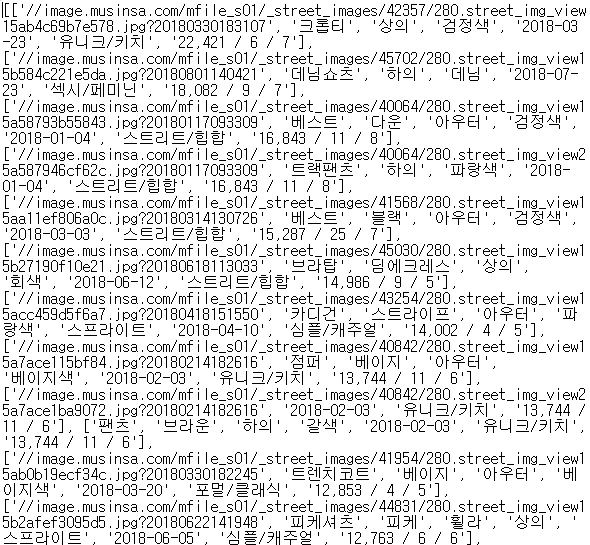 [['//image.musinsa.com/mfile_s01/_street_images/42357/280.street_img_view
15ab4c69b7e578.jpg?20180330183107', '크롭티', '상의', '검정색', '2018-03
-23', '유니크/키치', '22,421 / 6 / 7'],
['//image.musinsa.com/mfile_s01/_street_images/45702/280.street_img_view1
5b584c221e5da.jpg?20180801140421', '데님쇼츠', '하의', '데님', '2018-07-
23', '섹시/페미닌', '18,082 / 9 / 7'],
['//image.musinsa.com/mfile_s01/_street_images/40064/280.street_img_view1
5a58793b55843.jpg?20180117093309', '베스트', '다운', '아우터', '검정색',
'2018-01-04', '스트리트/힙합', '16,843 / 11 / 8'],
['//image.musinsa.com/mfile_s01/_street_images/40064/280.street_img_view2
5a587946cf62c.jpg?20180117093309', '트랙팬츠', '하의', '파랑색', '2018-
01-04', '스트리트/힙합', '16,843 / 11 / 8'],
['//image.musinsa.com/mfile_s01/_street_images/41568/280.street_img_view1
5aa11ef806a0c.jpg?20180314130726', '베스트', '블랙', '아우터', '검정색',
'2018-03-03', '스트리트/힙합', '15,287 / 25 / 7'],
['//image.musinsa.com/mfile_s01/_street_images/45030/280.street_img_view1
5b27190f10e21.jpg?20180618113033', '브라탑', '덤에크레스', '상의',
'회색', '2018-06-12', '스트리트/힙합', '14,986 / 9 / 5'],
['//image.musinsa.com/mfile_s01/_street_images/43254/280.street_img_view1
5acc459d5f6a7.jpg?20180418151550', '카디건', '스트라이프', '아우터', '파
랑색', '스프라이트', '2018-04-10', '심플/캐주얼', '14,002 / 4 / 5'],
['//image.musinsa.com/mfile_s01/_street_images/40842/280.street_img_view1
5a7ace115bf84.jpg?20180214182616', '점퍼', '베이지', '아우터',
'베이지색', '2018-02-03', '유니크/키치', '13,744 / 11 / 6'],
['//image.musinsa.com/mfile_s01/_street_images/40842/280.street_img_view2
5a7ace1ba9072.jpg?20180214182616', '2018-02-03', '유니크/키치', '13,744 /
11 / 6'], ['팬츠', '브라운', '하의', '갈색', '2018-02-03', '유니크/키치',
'13,744 / 11 / 6'],
['//image.musinsa.com/mfile_s01/_street_images/41954/280.street_img_view1
5ab0b19ecf34c.jpg?20180330182245', '트렌치코트', '베이지', '아우터', '베
이지색', '2018-03-20', '포멀/클래식', '12,853 / 4 / 5'],
['//image.musinsa.com/mfile_s01/_street_images/44831/280.street_img_view1
5b2afef3095d5.jpg?20180622141948', '피케셔츠', '피케', '휠라', '상의', '
스프라이트', '2018-06-05', '심플/캐주얼', '12,763 / 6 / 6'],